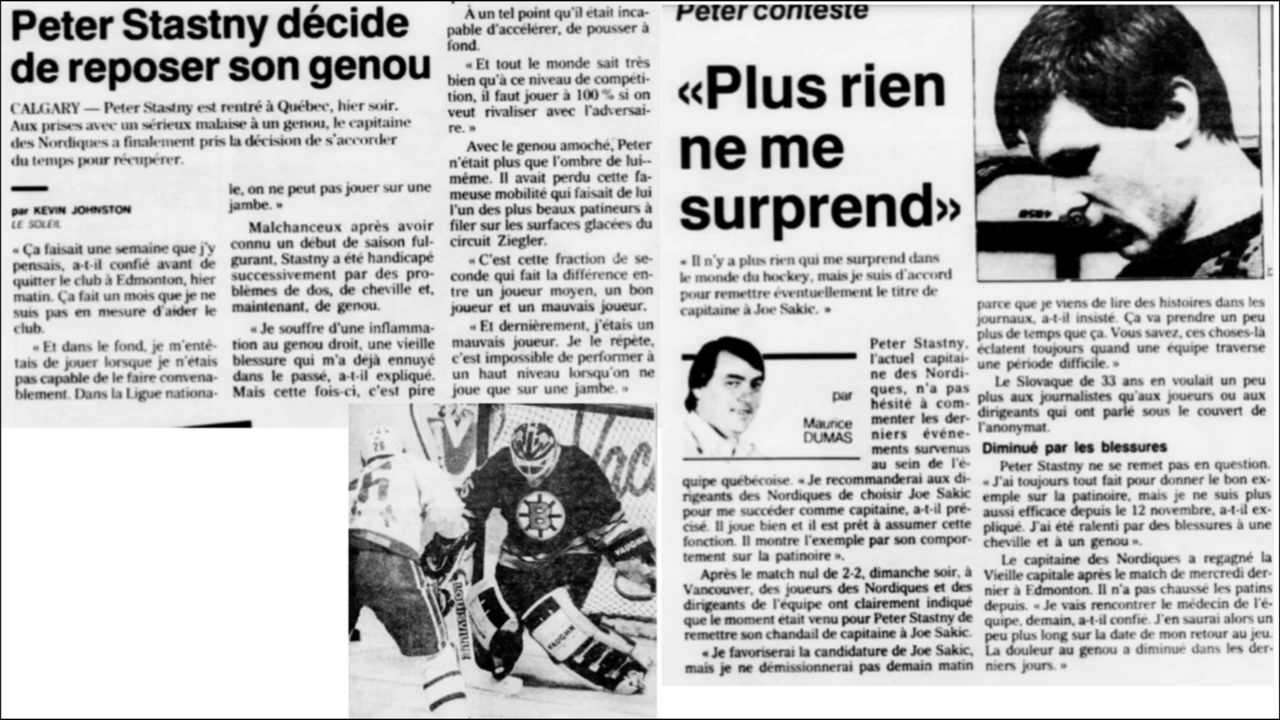 Peter Stastny décide
de reposer son genou
CALGARY — Peter Stastny est rentré à Québec, hier soir.
Aux prises avec un sérieux malaise à un genou, le capitaine
des Nordiques a finalement pris la décision de s'accorder
du temps pour récupérer.
par KEVIN JOHNSTON
LE SOLEIL
« Ça faisait une semaine que j'y
pensais, a-t-il confié avant de
quitter le club à Edmonton, hier
matin. Ça fait un mois que je ne
suis pas en mesure d'aider le
club.
« Et dans le fond, je m'enté-
tais de jouer lorsque je n'étais
pas capable de le faire convena-
blement. Dans la Ligue nationa-
le, on ne peut pas jouer sur une
jambe. »
Malchanceux après avoir
connu un début de saison ful-
gurant, Stastny a été handicapé
successivement par des pro-
blèmes de dos, de cheville et,
maintenant, de genou.
« Je souffre d'une inflamma-
tion au genou droit, une vieille
blessure qui m'a déjà ennuyé
dans le passé, a-t-il expliqué.
Mais cette fois-ci, c'est pire
À un tel point qu'il était inca-
pable d'accélérer, de pousser à
fond.
« Et tout le monde sait très
bien qu'à ce niveau de compéti-
tion, il faut jouer à 100 % si on
veut rivaliser avec l'adversai-
re. »
Avec le genou amoché, Peter
n'était plus que l'ombre de lui--
même. Il avait perdu cette fa-
meuse mobilité qui faisait de lui
l'un des plus beaux patineurs à
filer sur les surfaces glacées du
circuit Ziegler.
« C'est cette fraction de se-
conde qui fait la différence en-
tre un joueur moyen, un bon
joueur et un mauvais joueur.
« Et dernièrement, j'étais un
mauvais joueur. Je le répète,
c'est impossible de performer à
un haut niveau lorsqu'on ne
joue que sur une jambe. »
26
B
VAUGHN
VAUGHN
Peter conteste
«Plus rien
ne me
surprend»
« Il n'y a plus rien qui me surprend dans
le monde du hockey, mais je suis d'accord
pour remettre éventuellement le titre de
capitaine à Joe Sakic. »
par
Maurice
DUMAS
Peter Stastny,
l'actuel capitai-
ne des Nordi-
ques, n'a pas
hésité à com-
menter les der-
niers événe-
ments survenus
au sein de l'é-
quipe québécoise. « Je recommanderai aux di-
rigeants des Nordiques de choisir Joe Sakic
pour me succéder comme capitaine, a-t-il pré-
cisé. Il joue bien et il est prêt à assumer cette
fonction. Il montre l'exemple par son compor-
tement sur la patinoire ».
Après le match nul de 2-2, dimanche soir, à
Vancouver, des joueurs des Nordiques et des
dirigeants de l'équipe ont clairement indiqué
que le moment était venu pour Peter Stastny de
remettre son chandail de capitaine à Joe Sakic.
« Je favoriserai la candidature de Joe Sakic,
mais je ne démissionnerai pas demain matin
parce que je viens de lire des histoires dans les
journaux, a-t-il insisté. Ça va prendre un peu
plus de temps que ça. Vous savez, ces choses-là
éclatent toujours quand une équipe traverse
une période difficile. »
Le Slovaque de 33 ans en voulait un peu
plus aux journalistes qu'aux joueurs ou aux
dirigeants qui ont parlé sous le couvert de
l'anonymat.
Diminué par les blessures
Peter Stastny ne se remet pas en question.
« J'ai toujours tout fait pour donner le bon ex-
emple sur la patinoire, mais je ne suis plus
aussi efficace depuis le 12 novembre, a-t-il ex-
pliqué. J'ai été ralenti par des blessures à une
cheville et à un genou ».
Le capitaine des Nordiques a regagné la
Vieille capitale après le match de mercredi der-
nier à Edmonton. Il n'a pas chaussé les patins
depuis. « Je vais rencontrer le médecin de l'é-
quipe, demain, a-t-il confié. J'en saurai alors un
peu plus long sur la date de mon retour au jeu.
La douleur au genou a diminué dans les der-
niers jours. »